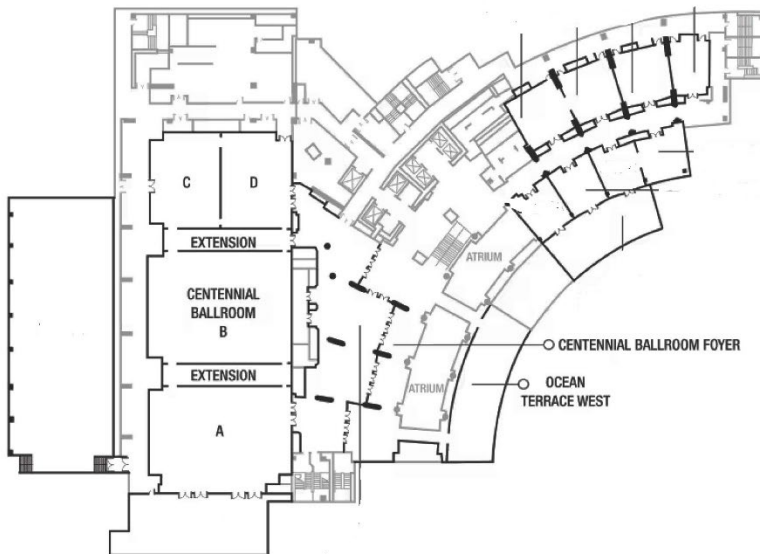 C
D
EXTENSION
ATRIUM
CENTENNIAL
BALLROOM
B
CENTENNIAL BALLROOM FOYER
EXTENSION
ATRIUM
OCEAN
TERRACE WEST
A